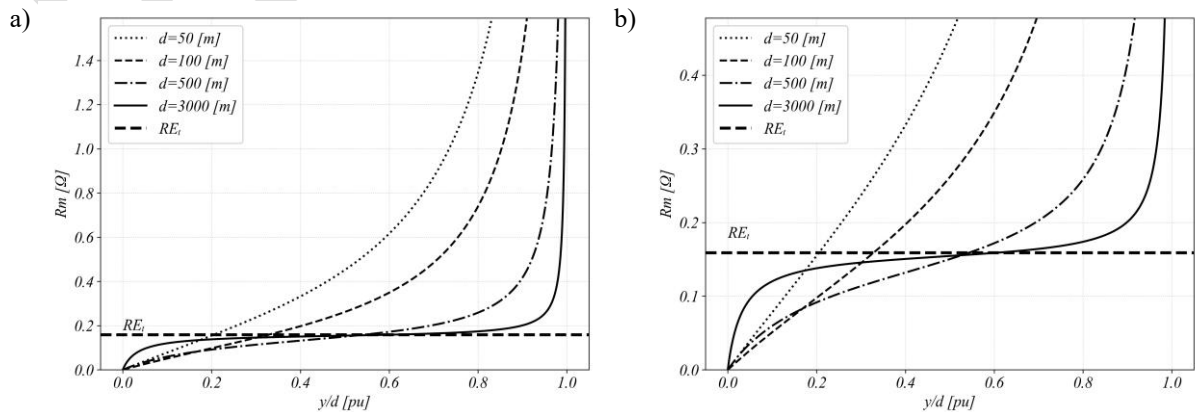 a)
d=50 [m]
d=100 [m]
d=500 [m]
d=3000 [m]
REₜ
1.4
1.2
1.0
0.8
0.6
0.4
0.2
0.0
Rm [Ω]
REₜ
0.0 0.2 0.4 0.6 0.8 1.0
y/d [pu]
b)
d=50 [m]
d=100 [m]
d=500 [m]
d=3000 [m]
REₜ
0.4
0.3
0.2
0.1
0.0
Rm [Ω]
REₜ
0.0 0.2 0.4 0.6 0.8 1.0
y/d [pu]